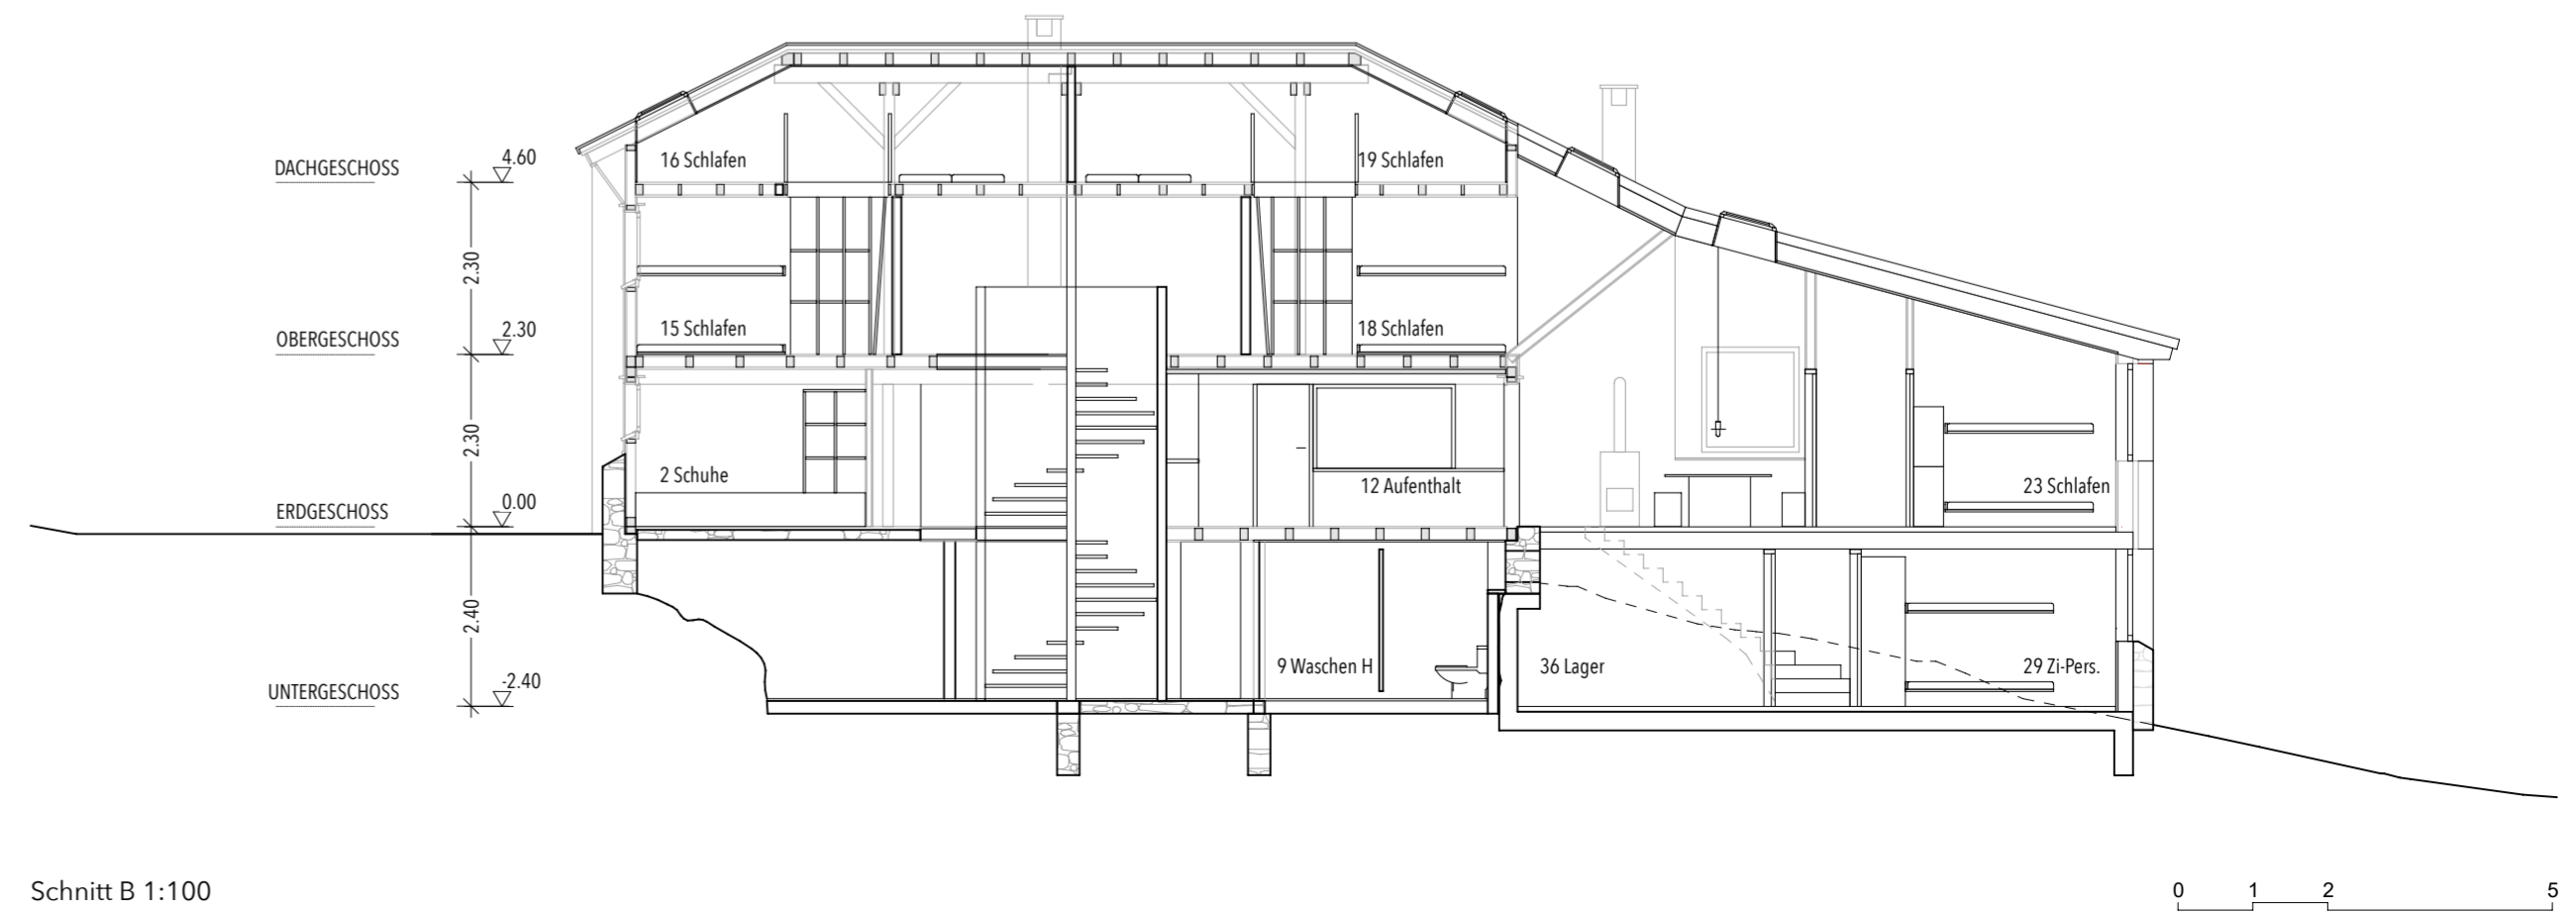 DACHGESCHOSS 4.60 16 Schlafen 19 Schlafen
2.30
OBERGESCHOSS 2.30 15 Schlafen 18 Schlafen
2.30
2 Schuhe 12 Aufenthalt 23 Schlafen
ERDGESCHOSS 0.00
2.40
9 Waschen H 36 Lager 29 Zi-Pers.
UNTERGESCHOSS -2.40
Schnitt B 1:100 0 1 2 5